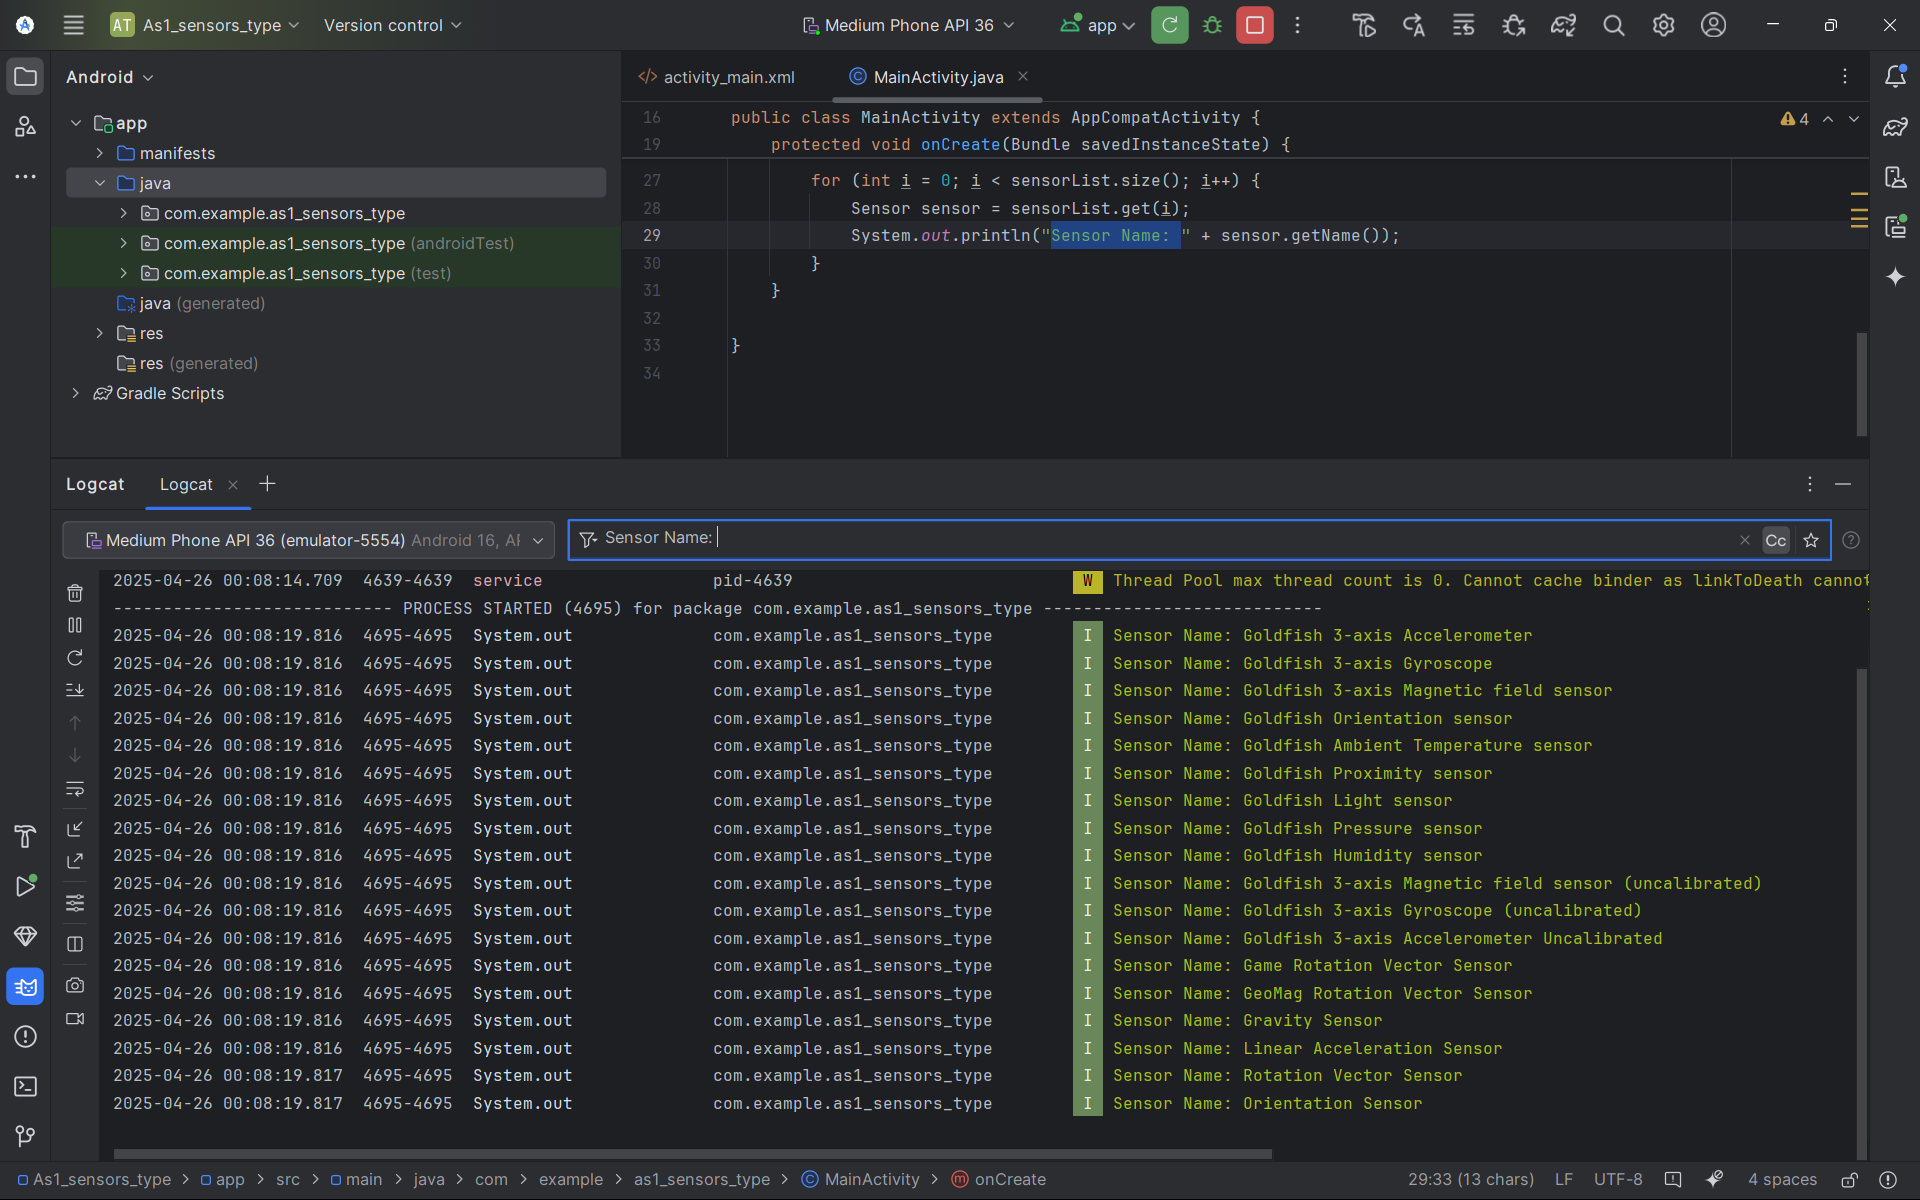 AT As1_sensors_type Version control Medium Phone API 36 app
Android
app
manifests
java
com.example.as1_sensors_type
com.example.as1_sensors_type (androidTest)
com.example.as1_sensors_type (test)
java (generated)
res
res (generated)
Gradle Scripts
activity_main.xml MainActivity.java
16 public class MainActivity extends AppCompatActivity {
4
19 protected void onCreate(Bundle savedInstanceState) {
27 for (int i = 0; i < sensorList.size(); i++) {
28 Sensor sensor = sensorList.get(i);
29 System.out.println("Sensor Name: " + sensor.getName());
30 }
31 }
32
33 }
34
Logcat Logcat
Medium Phone API 36 (emulator-5554) Android 16, AP Sensor Name: Cc
2025-04-26 00:08:14.709 4639-4639 service pid-4639 W Thread Pool max thread count is 0. Cannot cache binder as linkToDeath cannot
---------------------------- PROCESS STARTED (4695) for package com.example.as1_sensors_type ----------------------------
2025-04-26 00:08:19.816 4695-4695 System.out com.example.as1_sensors_type I Sensor Name: Goldfish 3-axis Accelerometer
2025-04-26 00:08:19.816 4695-4695 System.out com.example.as1_sensors_type I Sensor Name: Goldfish 3-axis Gyroscope
2025-04-26 00:08:19.816 4695-4695 System.out com.example.as1_sensors_type I Sensor Name: Goldfish 3-axis Magnetic field sensor
2025-04-26 00:08:19.816 4695-4695 System.out com.example.as1_sensors_type I Sensor Name: Goldfish Orientation sensor
2025-04-26 00:08:19.816 4695-4695 System.out com.example.as1_sensors_type I Sensor Name: Goldfish Ambient Temperature sensor
2025-04-26 00:08:19.816 4695-4695 System.out com.example.as1_sensors_type I Sensor Name: Goldfish Proximity sensor
2025-04-26 00:08:19.816 4695-4695 System.out com.example.as1_sensors_type I Sensor Name: Goldfish Light sensor
2025-04-26 00:08:19.816 4695-4695 System.out com.example.as1_sensors_type I Sensor Name: Goldfish Pressure sensor
2025-04-26 00:08:19.816 4695-4695 System.out com.example.as1_sensors_type I Sensor Name: Goldfish Humidity sensor
2025-04-26 00:08:19.816 4695-4695 System.out com.example.as1_sensors_type I Sensor Name: Goldfish 3-axis Magnetic field sensor (uncalibrated)
2025-04-26 00:08:19.816 4695-4695 System.out com.example.as1_sensors_type I Sensor Name: Goldfish 3-axis Gyroscope (uncalibrated)
2025-04-26 00:08:19.816 4695-4695 System.out com.example.as1_sensors_type I Sensor Name: Goldfish 3-axis Accelerometer Uncalibrated
2025-04-26 00:08:19.816 4695-4695 System.out com.example.as1_sensors_type I Sensor Name: Game Rotation Vector Sensor
2025-04-26 00:08:19.816 4695-4695 System.out com.example.as1_sensors_type I Sensor Name: GeoMag Rotation Vector Sensor
2025-04-26 00:08:19.816 4695-4695 System.out com.example.as1_sensors_type I Sensor Name: Gravity Sensor
2025-04-26 00:08:19.816 4695-4695 System.out com.example.as1_sensors_type I Sensor Name: Linear Acceleration Sensor
2025-04-26 00:08:19.817 4695-4695 System.out com.example.as1_sensors_type I Sensor Name: Rotation Vector Sensor
2025-04-26 00:08:19.817 4695-4695 System.out com.example.as1_sensors_type I Sensor Name: Orientation Sensor
As1_sensors_type > app > src > main > java > com > example > as1_sensors_type > MainActivity > onCreate 29:33 (13 chars) LF UTF-8 4 spaces